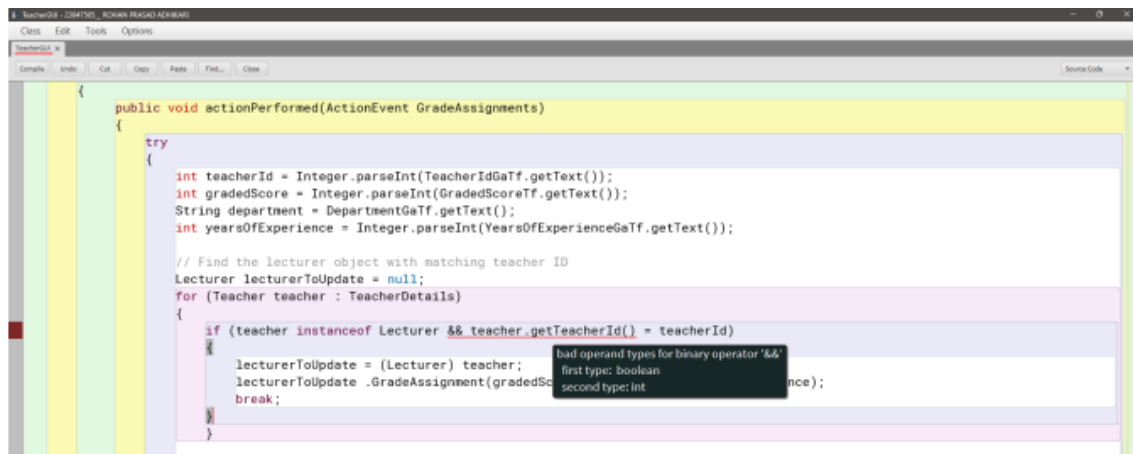 TeacherGUI - 23047505_ ROHAN PRASAD ADHIKARI
Class Edit Tools Options
TeacherGUI x
Compile Undo Cut Copy Paste Find... Close Source Code
{
public void actionPerformed(ActionEvent GradeAssignments)
{
try
{
int teacherId = Integer.parseInt(TeacherIdGaTf.getText());
int gradedScore = Integer.parseInt(GradedScoreTf.getText());
String department = DepartmentGaTf.getText();
int yearsOfExperience = Integer.parseInt(YearsOfExperienceGaTf.getText());
// Find the lecturer object with matching teacher ID
Lecturer lecturerToUpdate = null;
for (Teacher teacher : TeacherDetails)
{
if (teacher instanceof Lecturer && teacher.getTeacherId() = teacherId)
{
bad operand types for binary operator '&&'
first type: boolean
second type: int
lecturerToUpdate = (Lecturer) teacher;
lecturerToUpdate .GradeAssignment(gradedSc nce);
break;
}
}